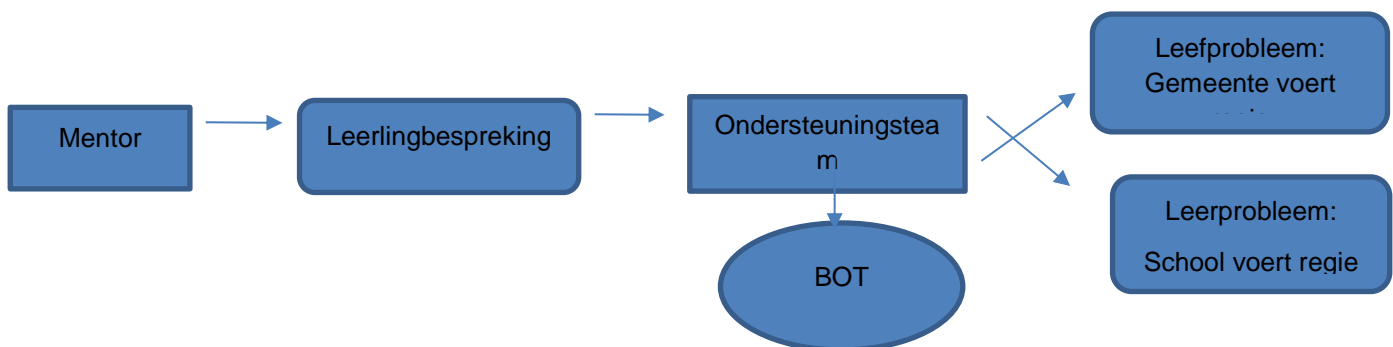 Mentor
Leerlingbespreking
Ondersteuningstea
m
BOT
Leefprobleem:
Gemeente voert
Leerprobleem:
School voert regie